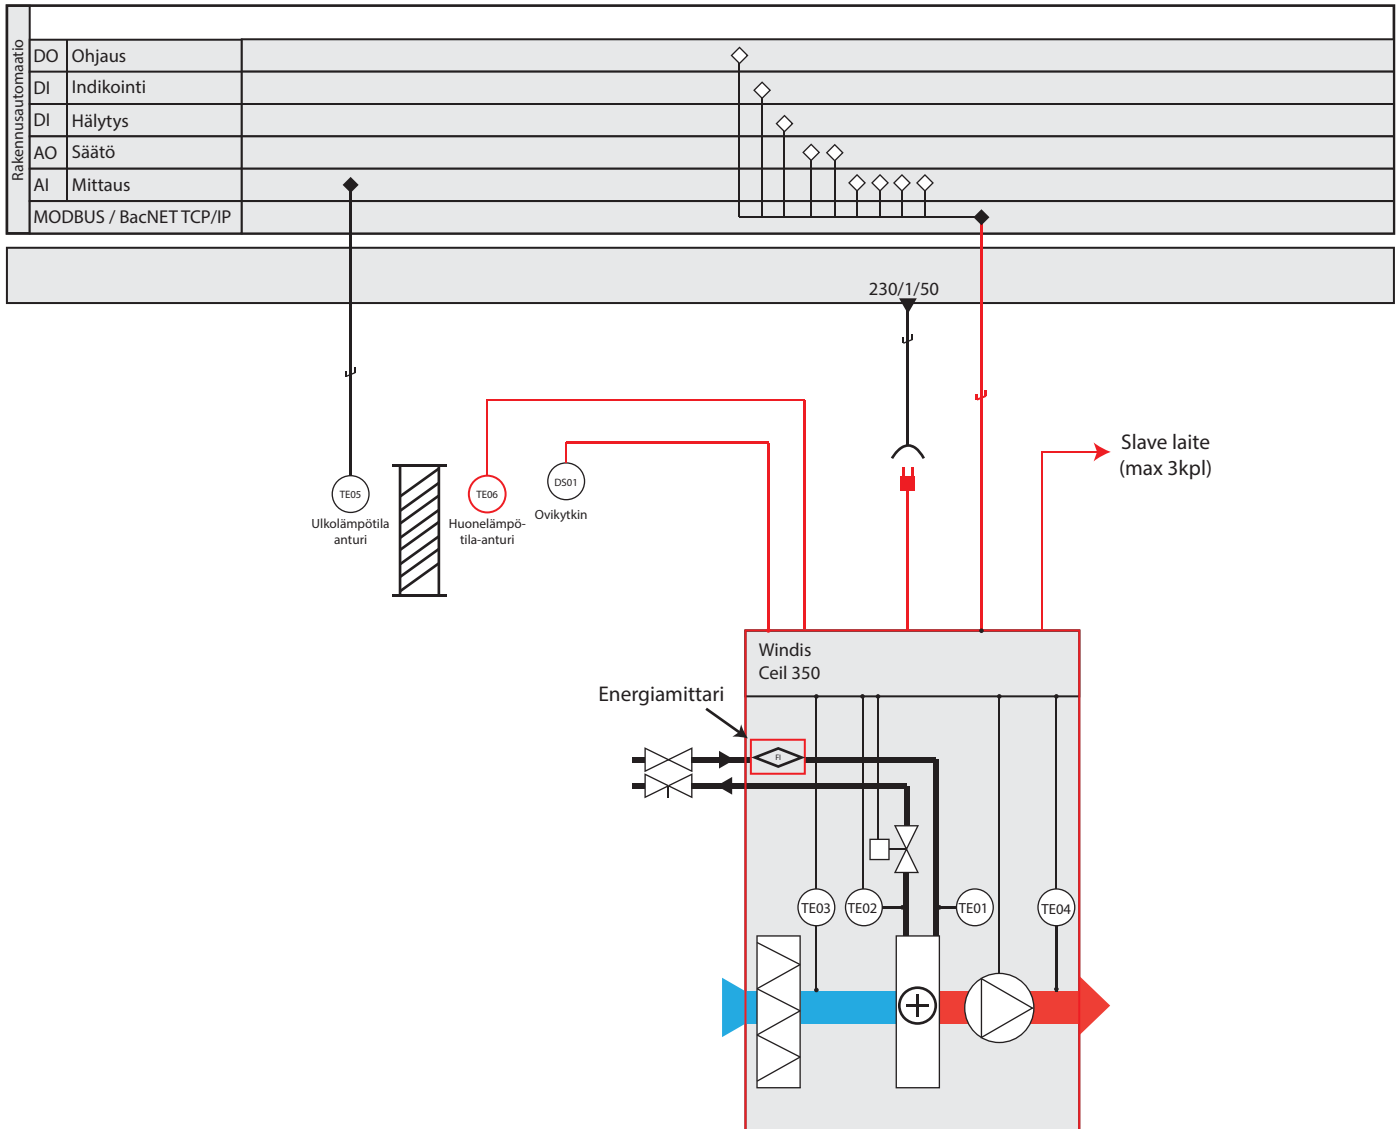 Rakennusautomaatio
DO Ohjaus
DI Indikointi
DI Hälytys
AO Säätö
AI Mittaus
MODBUS / BacNET TCP/IP
230/1/50
Slave laite
(max 3kpl)
TE05
Ulkolämpötila
anturi
TE06
Huonelämpö-
tila-anturi
DS01
Ovikytkin
Windis
Ceil 350
Energiamittari
FI
TE03
TE02
TE01
TE04